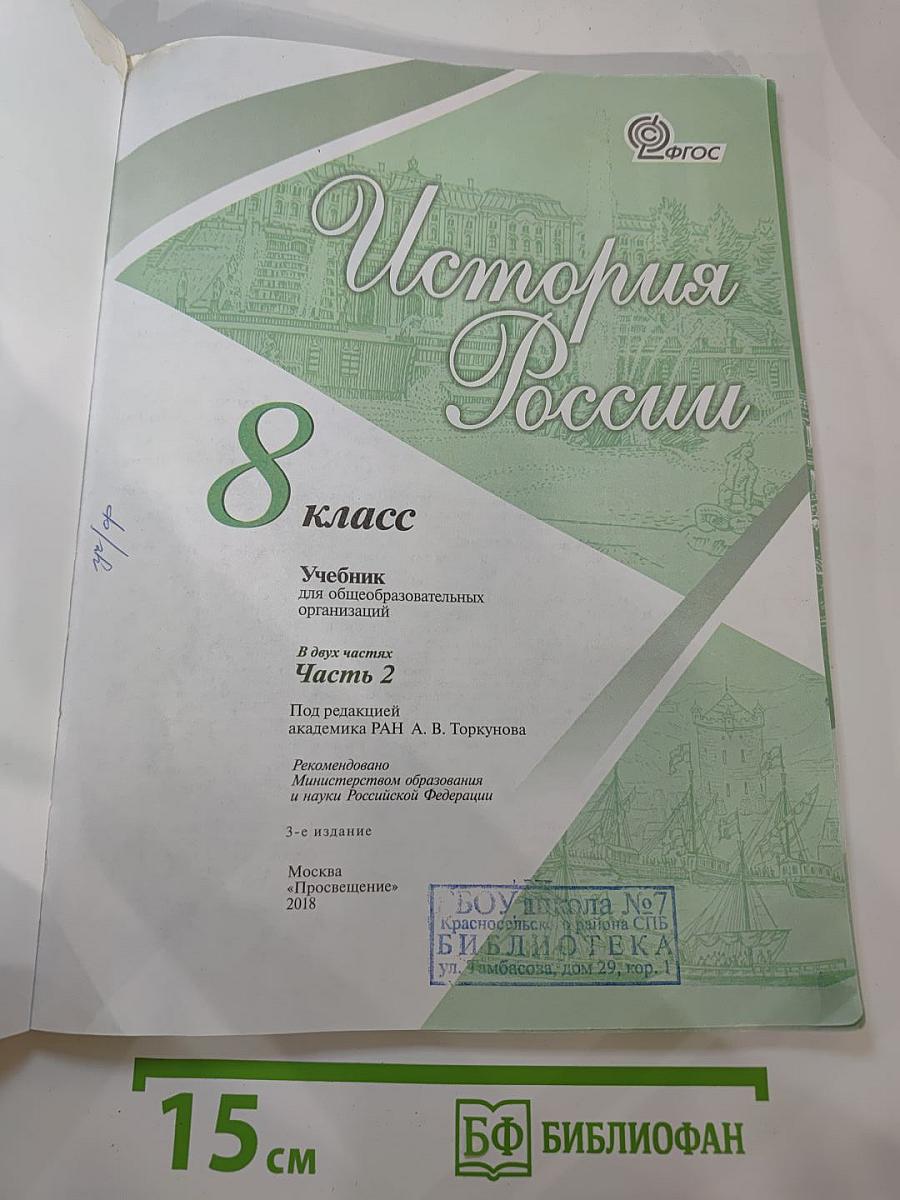 ФГОС
История
России
8 класс
Учебник
для общеобразовательных
организаций
В двух частях
Часть 2
Под редакцией
академика РАН А. В. Торкунова
Рекомендовано
Министерством образования
и науки Российской Федерации
3-е издание
Москва
«Просвещение»
2018
ГБОУ школа №7
Красносельского района СПБ
БИБЛИОТЕКА
ул. Тамбасова, дом 29, кор. 1
уч/ф
15 см
БФ БИБЛИОФАН